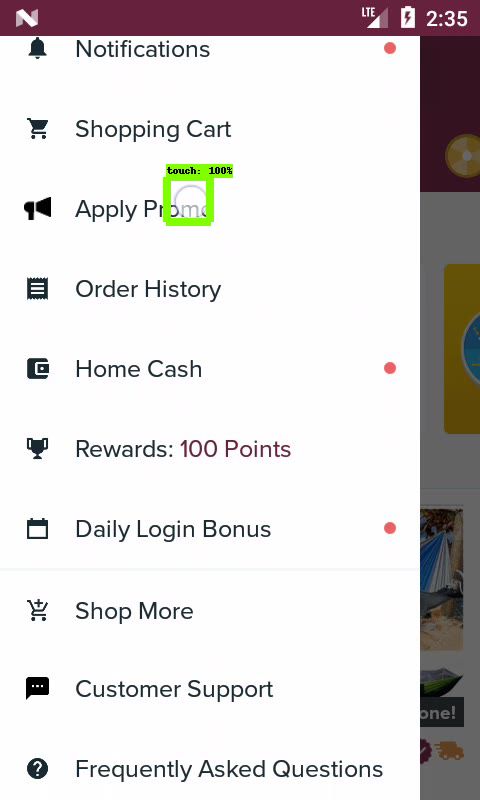 LTE 2:35
Notifications
Shopping Cart
touch: 100%
Apply Promo
Order History
Home Cash
Rewards: 100 Points
Daily Login Bonus
Shop More
Customer Support
one!
Frequently Asked Questions